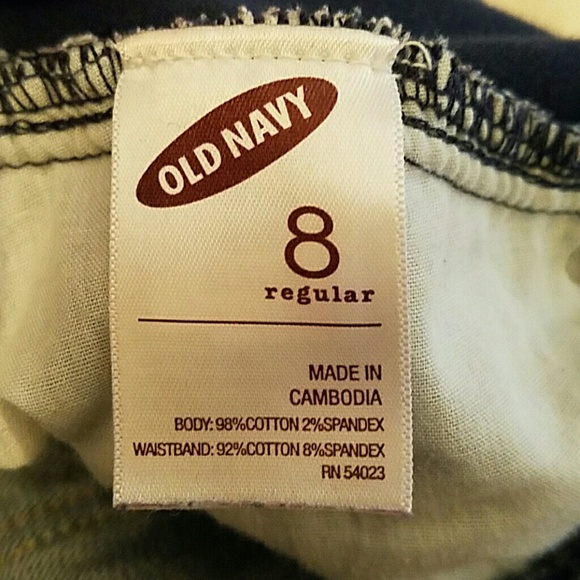 OLD NAVY
8
regular
MADE IN
CAMBODIA
BODY: 98%COTTON 2%SPANDEX
WAISTBAND: 92%COTTON 8%SPANDEX
RN 54023